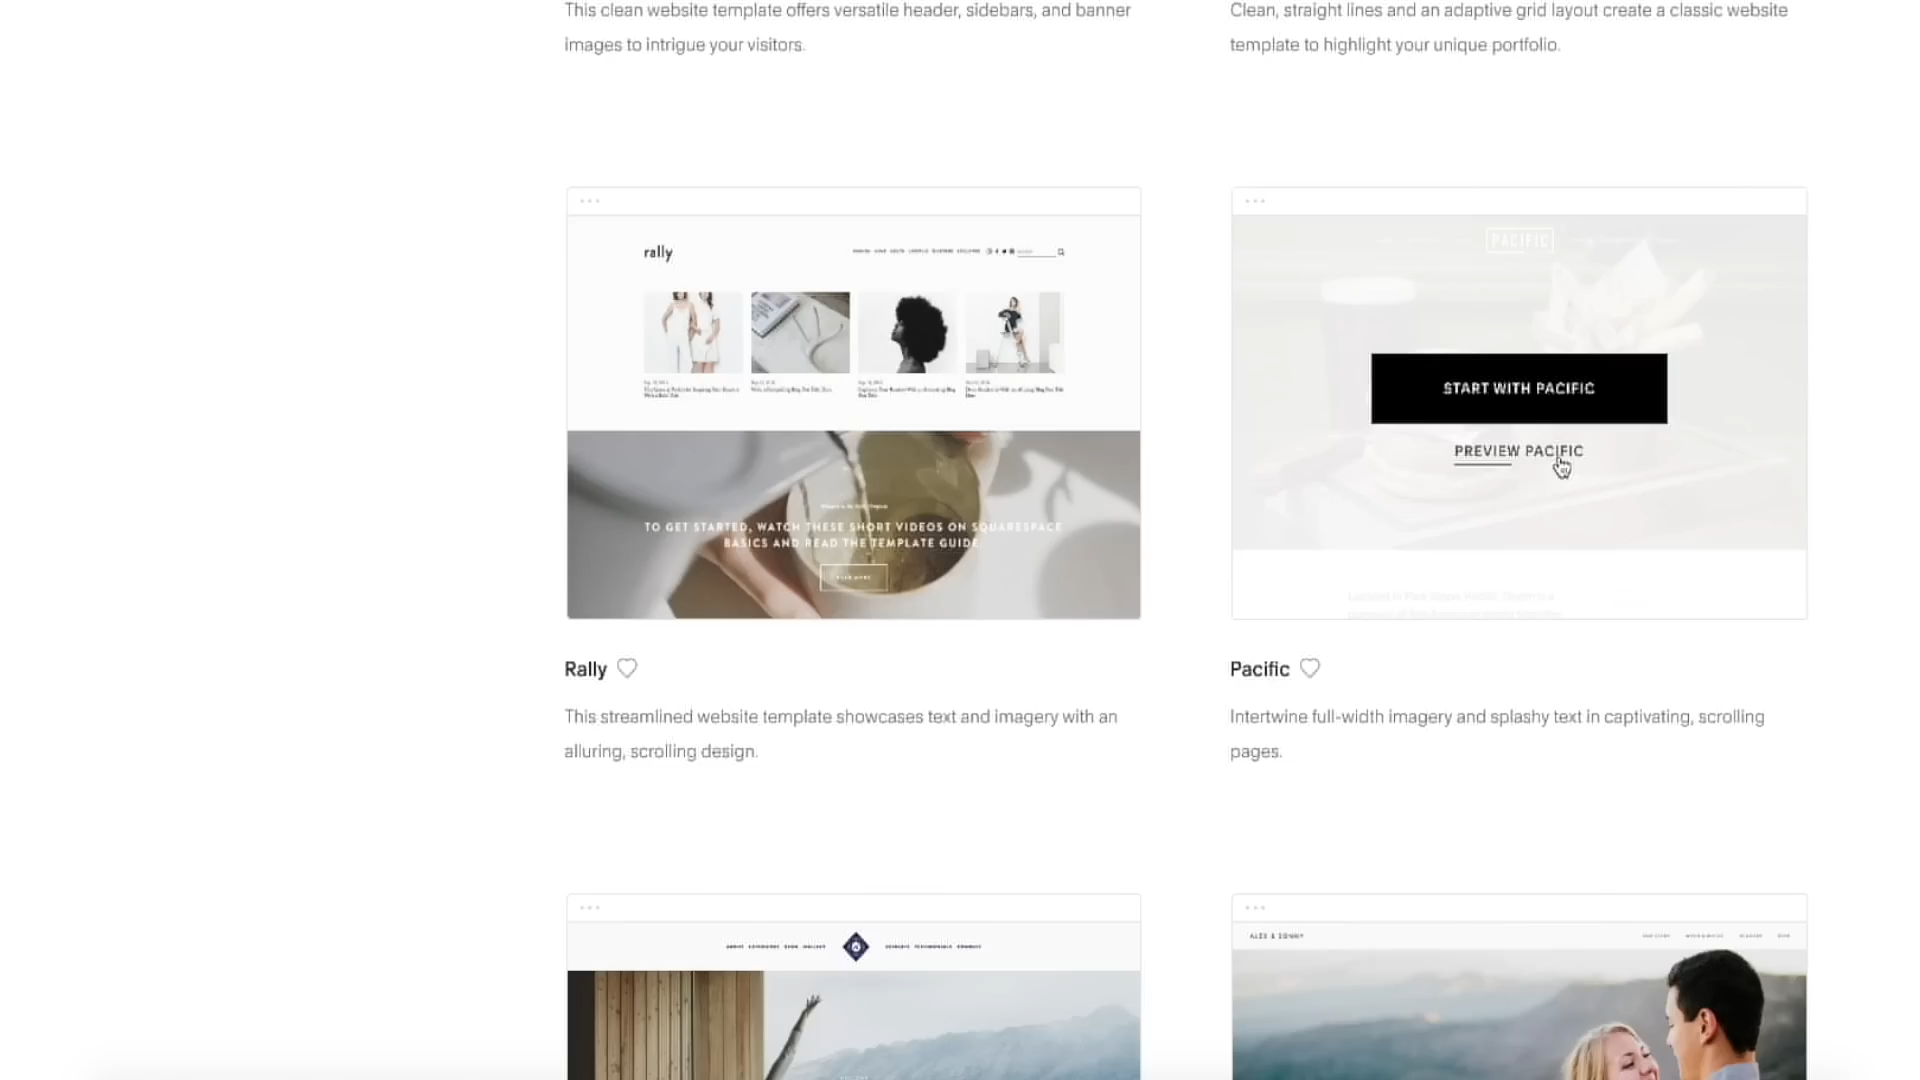 This clean website template offers versatile header, sidebars, and banner
images to intrigue your visitors.
Clean, straight lines and an adaptive grid layout create a classic website
template to highlight your unique portfolio.
rally
TO GET STARTED, WATCH THESE SHORT VIDEOS ON SQUARESPACE
BASICS AND READ THE TEMPLATE GUIDE
Rally
This streamlined website template showcases text and imagery with an
alluring, scrolling design.
PACIFIC
START WITH PACIFIC
PREVIEW PACIFIC
Pacific
Intertwine full-width imagery and splashy text in captivating, scrolling
pages.
ALEX & SONNY